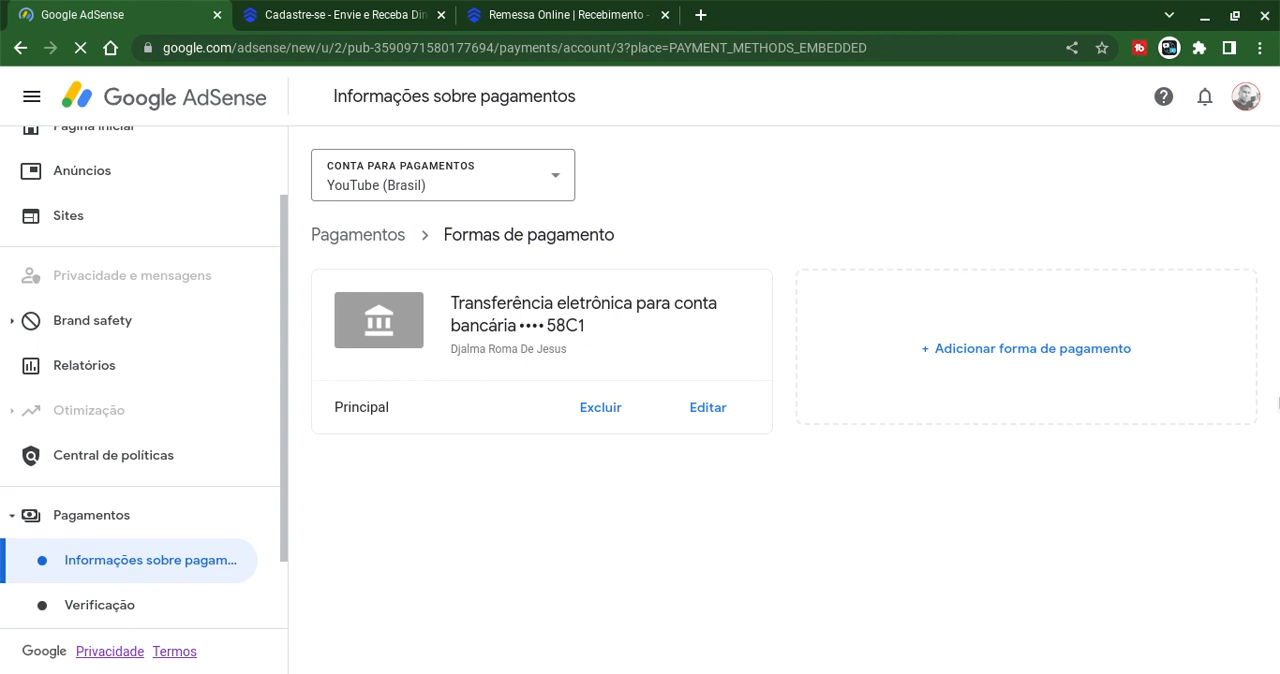 Google AdSense
Cadastre-se - Envie e Receba Din
Remessa Online | Recebimento -
google.com/adsense/new/u/2/pub-3590971580177694/payments/account/3?place=PAYMENT_METHODS_EMBEDDED
Google AdSense
Informações sobre pagamentos
Página inicial
Anúncios
Sites
Privacidade e mensagens
Brand safety
Relatórios
Otimização
Central de políticas
Pagamentos
Informações sobre pagam...
Verificação
Google Privacidade Termos
CONTA PARA PAGAMENTOS
YouTube (Brasil)
Pagamentos > Formas de pagamento
Transferência eletrônica para conta
bancária •••• 58C1
Djalma Roma De Jesus
Principal Excluir Editar
+ Adicionar forma de pagamento